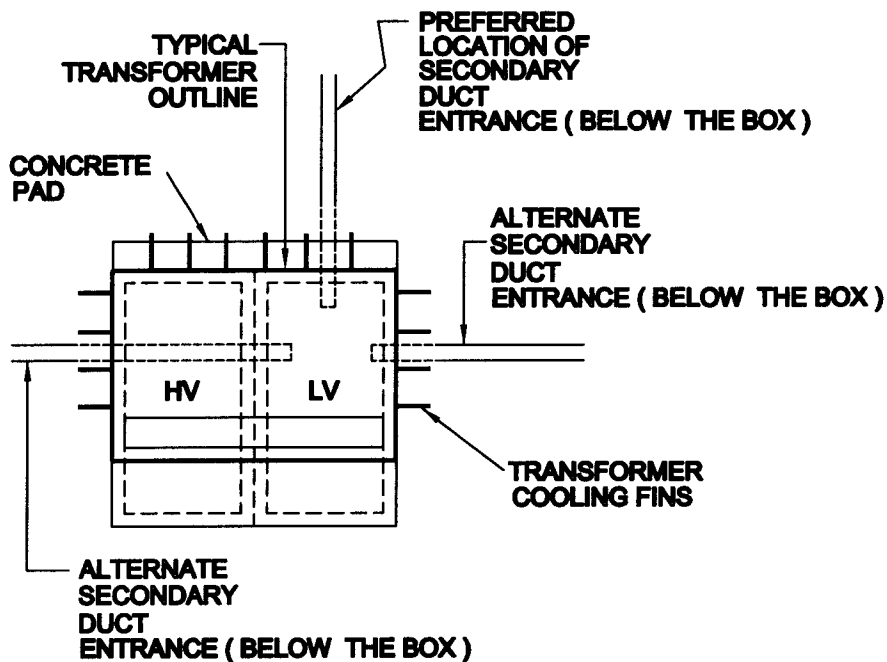 TYPICAL
TRANSFORMER
OUTLINE
PREFERRED
LOCATION OF
SECONDARY
DUCT
ENTRANCE ( BELOW THE BOX )
CONCRETE
PAD
ALTERNATE
SECONDARY
DUCT
ENTRANCE ( BELOW THE BOX )
HV
LV
TRANSFORMER
COOLING FINS
ALTERNATE
SECONDARY
DUCT
ENTRANCE ( BELOW THE BOX )